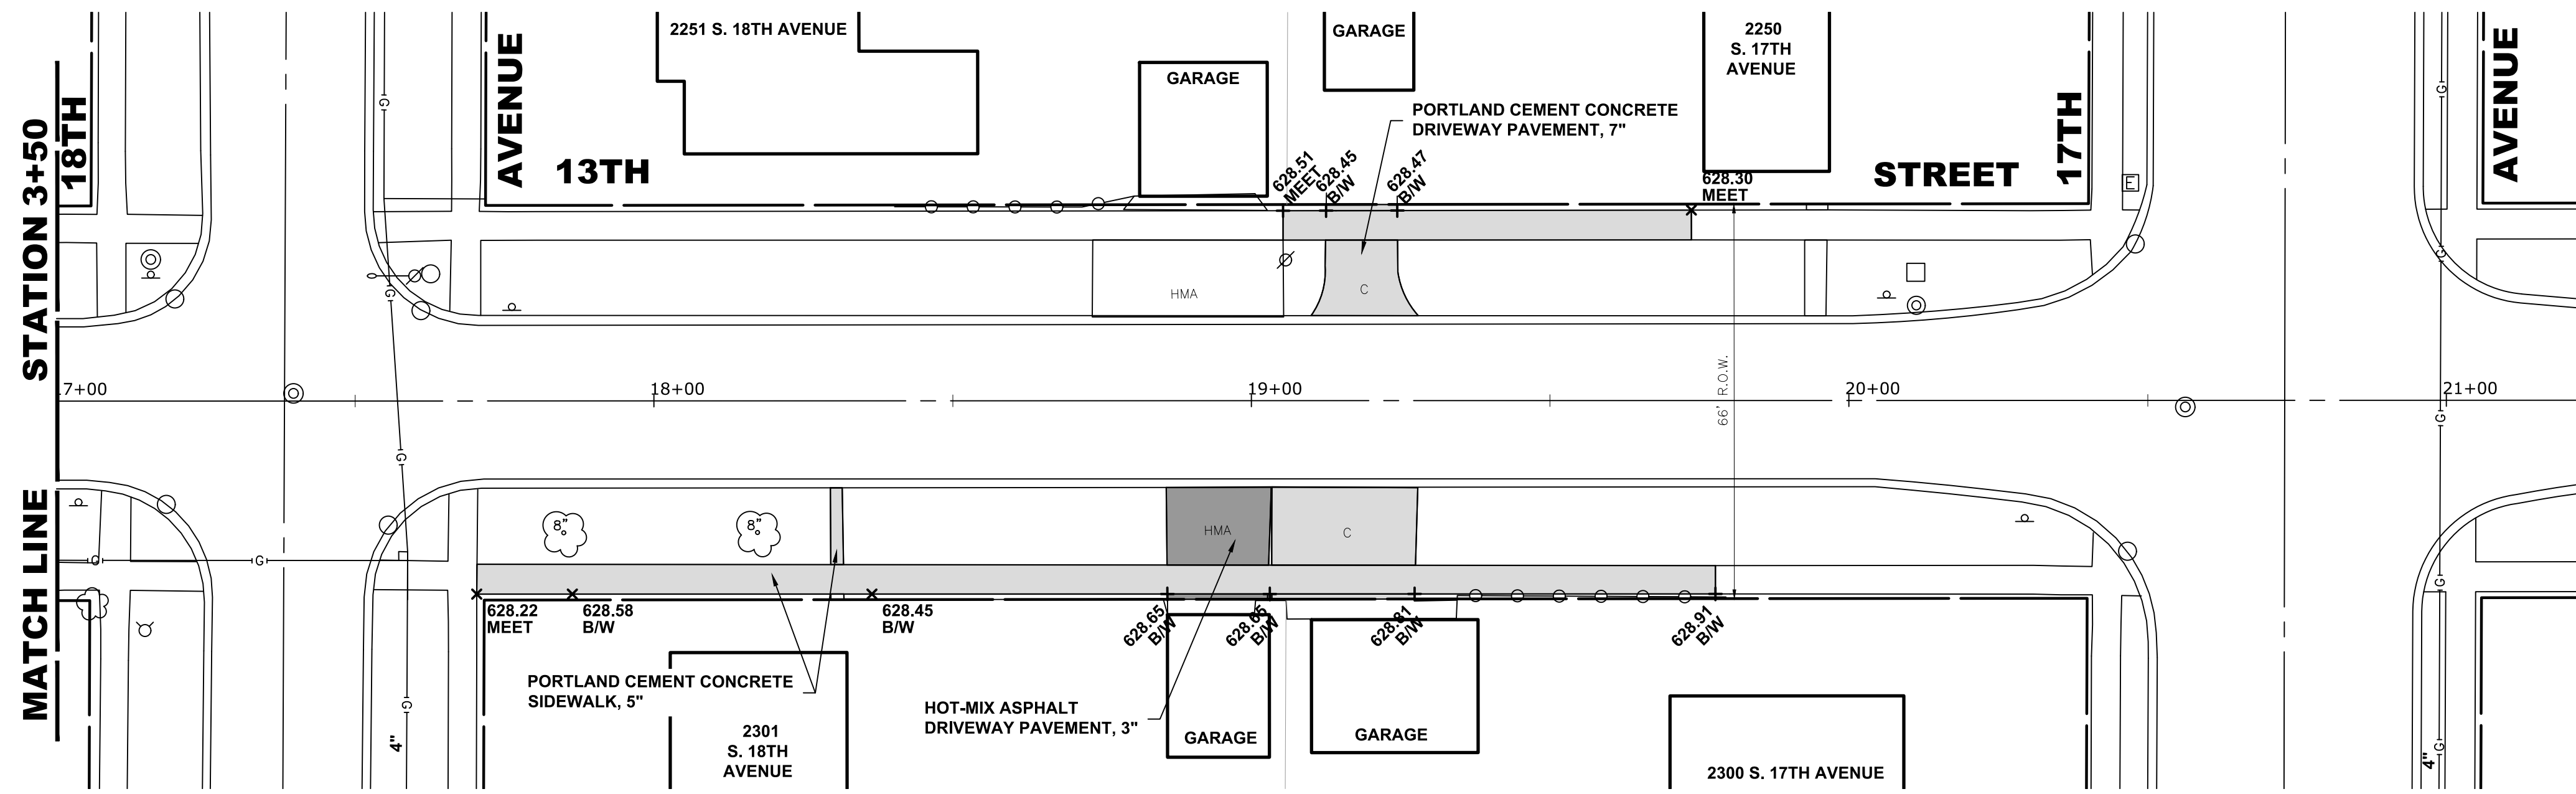 2251 S. 18TH AVENUE
GARAGE
2250
S. 17TH
AVENUE
GARAGE
AVENUE
18TH
STATION 3+50
MATCH LINE
13TH
STREET
17TH
AVENUE
PORTLAND CEMENT CONCRETE
DRIVEWAY PAVEMENT, 7"
628.51
MEET
628.45
B/W
628.47
B/W
628.30
MEET
E
G
G
G
G
HMA
C
66' R.O.W.
7+00
18+00
19+00
20+00
21+00
G
G
8"
8"
HMA
C
G
G
G
628.22
MEET
628.58
B/W
628.45
B/W
628.65
B/W
B/W
628.81
B/W
628.91
B/W
PORTLAND CEMENT CONCRETE
SIDEWALK, 5"
HOT-MIX ASPHALT
DRIVEWAY PAVEMENT, 3"
2301
S. 18TH
AVENUE
GARAGE
GARAGE
2300 S. 17TH AVENUE
G
4"
G
4"